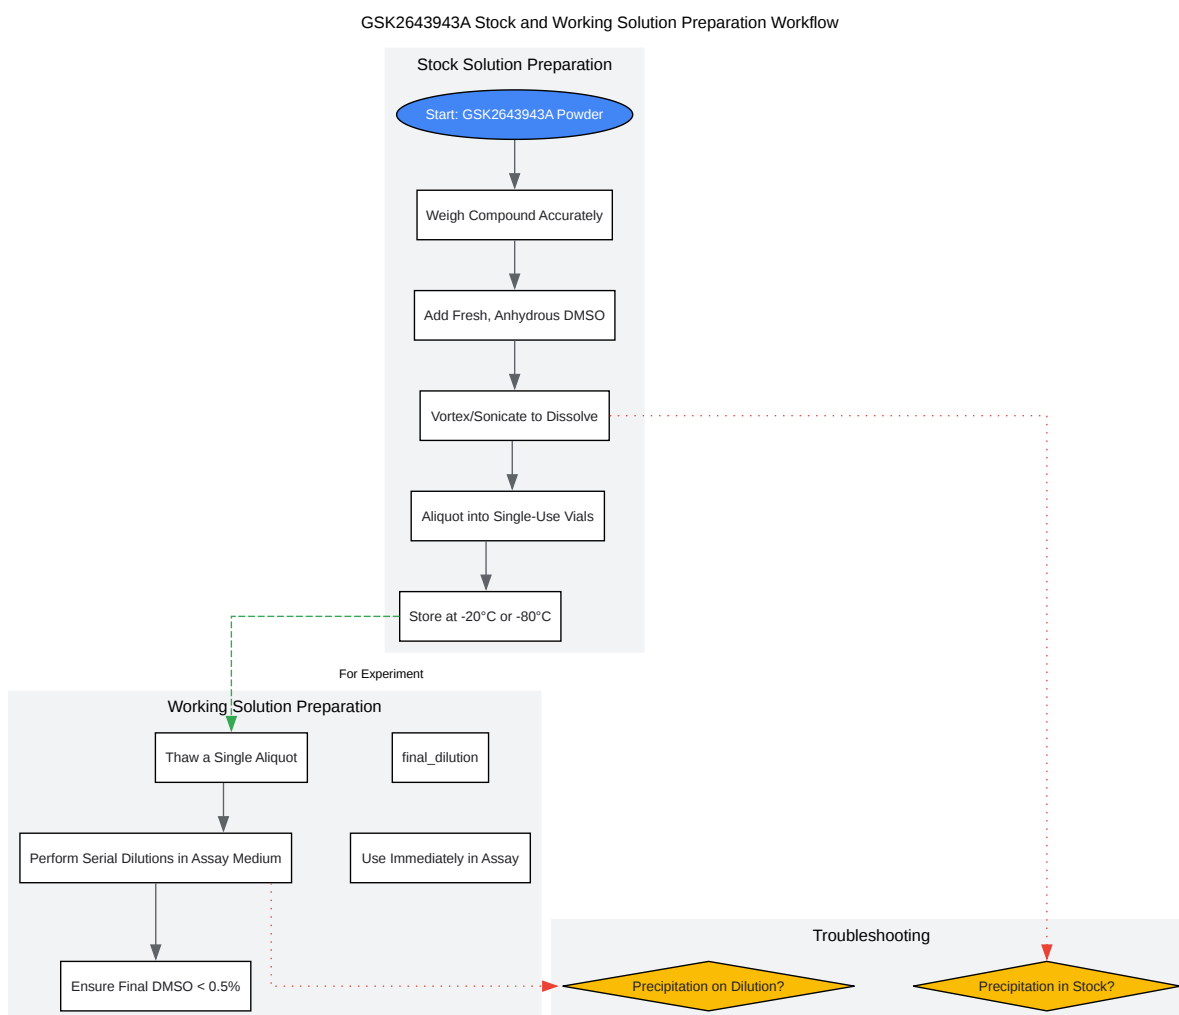 GSK2643943A Stock and Working Solution Preparation Workflow
Stock Solution Preparation
Start: GSK2643943A Powder
Weigh Compound Accurately
Add Fresh, Anhydrous DMSO
Vortex/Sonicate to Dissolve
Aliquot into Single-Use Vials
Store at -20°C or -80°C
For Experiment
Working Solution Preparation
Thaw a Single Aliquot
final_dilution
Perform Serial Dilutions in Assay Medium
Use Immediately in Assay
Ensure Final DMSO < 0.5%
Troubleshooting
Precipitation on Dilution?
Precipitation in Stock?